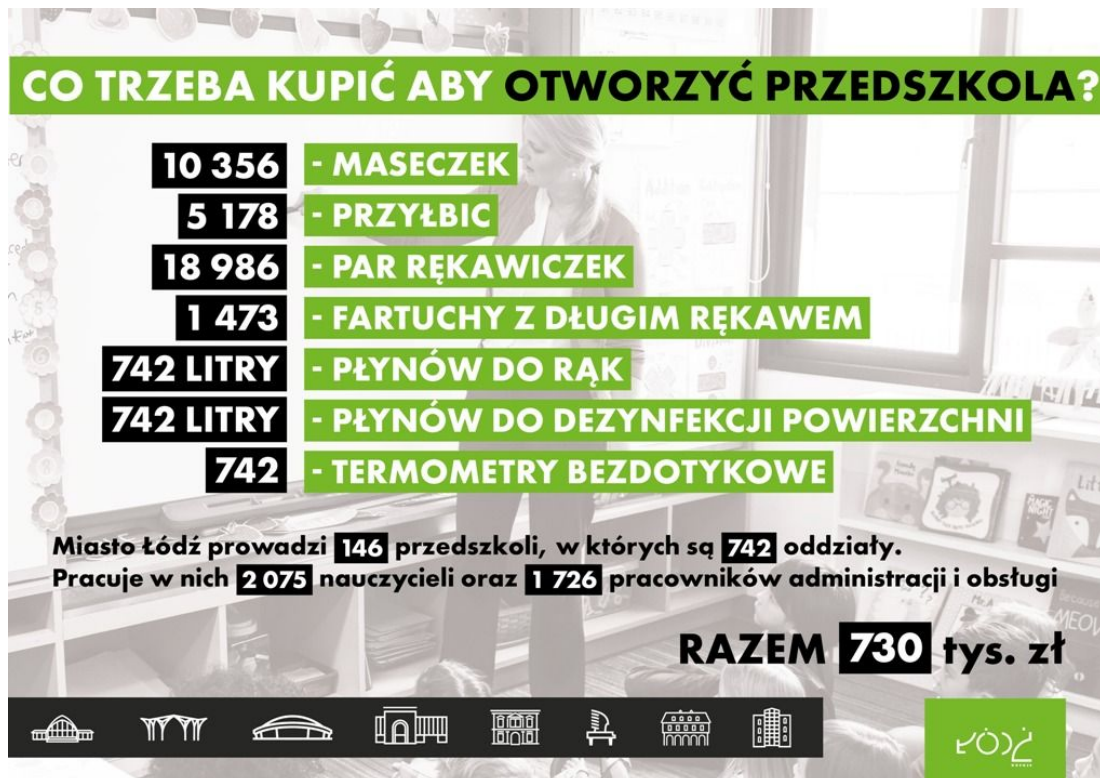 CO TRZEBA KUPIĆ ABY OTWORZYĆ PRZEDSZKOLA?
10 356 - MASECZEK
5 178 - PRZYŁBIC
18 986 - PAR RĘKAWICZEK
1 473 - FARTUCHY Z DŁUGIM RĘKAWEM
742 LITRY - PŁYNÓW DO RĄK
742 LITRY - PŁYNÓW DO DEZYNFEKCJI POWIERZCHNI
742 - TERMOMETRY BEZDOTYKOWE
Miasto Łódź prowadzi 146 przedszkoli, w których są 742 oddziały.
Pracuje w nich 2 075 nauczycieli oraz 1 726 pracowników administracji i obsługi
RAZEM 730 tys. zł
ŁÓDŹ